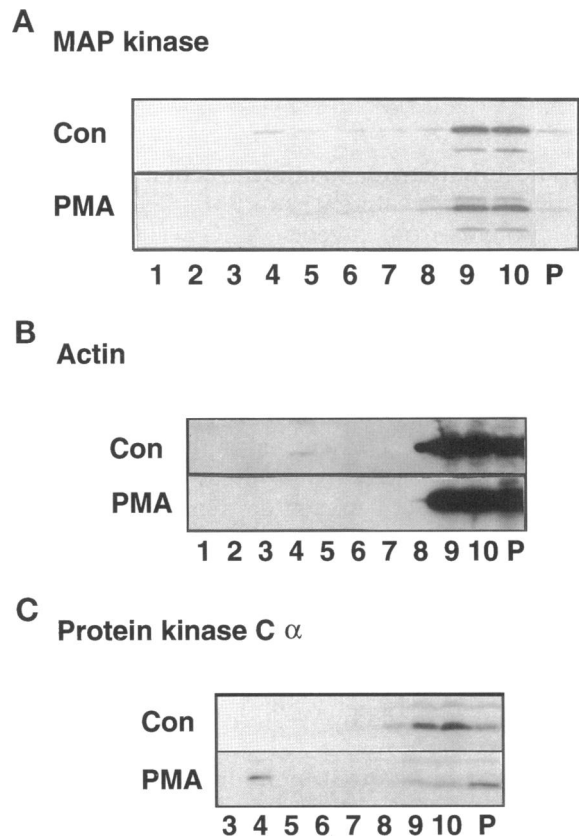 A MAP kinase
Con
PMA
1 2 3 4 5 6 7 8 9 10 P
B Actin
Con
PMA
1 2 3 4 5 6 7 8 9 10 P
C Protein kinase C α
Con
PMA
3 4 5 6 7 8 9 10 P